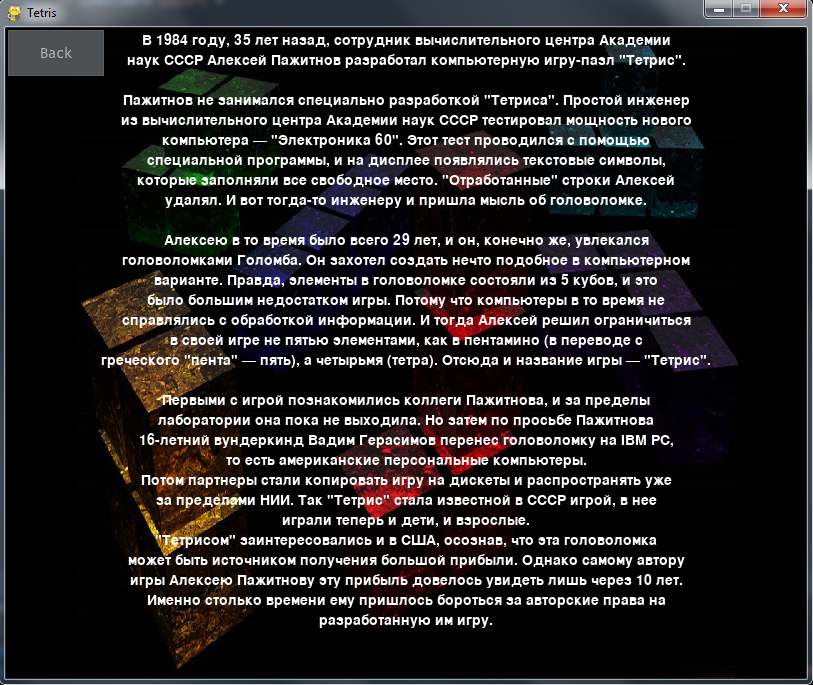 Tetris
Back
В 1984 году, 35 лет назад, сотрудник вычислительного центра Академии
наук СССР Алексей Пажитнов разработал компьютерную игру-пазл "Тетрис".
Пажитнов не занимался специально разработкой "Тетриса". Простой инженер
из вычислительного центра Академии наук СССР тестировал мощность нового
компьютера — "Электроника 60". Этот тест проводился с помощью
специальной программы, и на дисплее появлялись текстовые символы,
которые заполняли все свободное место. "Отработанные" строки Алексей
удалял. И вот тогда-то инженеру и пришла мысль об головоломке.
Алексею в то время было всего 29 лет, и он, конечно же, увлекался
головоломками Голомба. Он захотел создать нечто подобное в компьютерном
варианте. Правда, элементы в головоломке состояли из 5 кубов, и это
было большим недостатком игры. Потому что компьютеры в то время не
справлялись с обработкой информации. И тогда Алексей решил ограничиться
в своей игре не пятью элементами, как в пентамино (в переводе с
греческого "пента" — пять), а четырьмя (тетра). Отсюда и название игры — "Тетрис".
Первыми с игрой познакомились коллеги Пажитнова, и за пределы
лаборатории она пока не выходила. Но затем по просьбе Пажитнова
16-летний вундеркинд Вадим Герасимов перенес головоломку на IBM PC,
то есть американские персональные компьютеры.
Потом партнеры стали копировать игру на дискеты и распространять уже
за пределами НИИ. Так "Тетрис" стала известной в СССР игрой, в нее
играли теперь и дети, и взрослые.
"Тетрисом" заинтересовались и в США, осознав, что эта головоломка
может быть источником получения большой прибыли. Однако самому автору
игры Алексею Пажитнову эту прибыль довелось увидеть лишь через 10 лет.
Именно столько времени ему пришлось бороться за авторские права на
разработанную им игру.